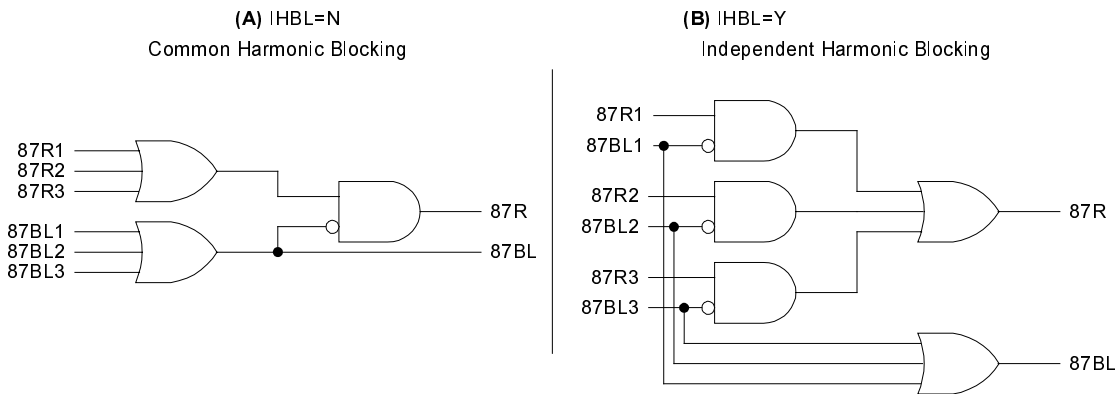 (A) IHBL=N
Common Harmonic Blocking
87R1
87R2
87R3
87BL1
87BL2
87BL3
87R
87BL
(B) IHBL=Y
Independent Harmonic Blocking
87R1
87BL1
87R2
87BL2
87R3
87BL3
87R
87BL